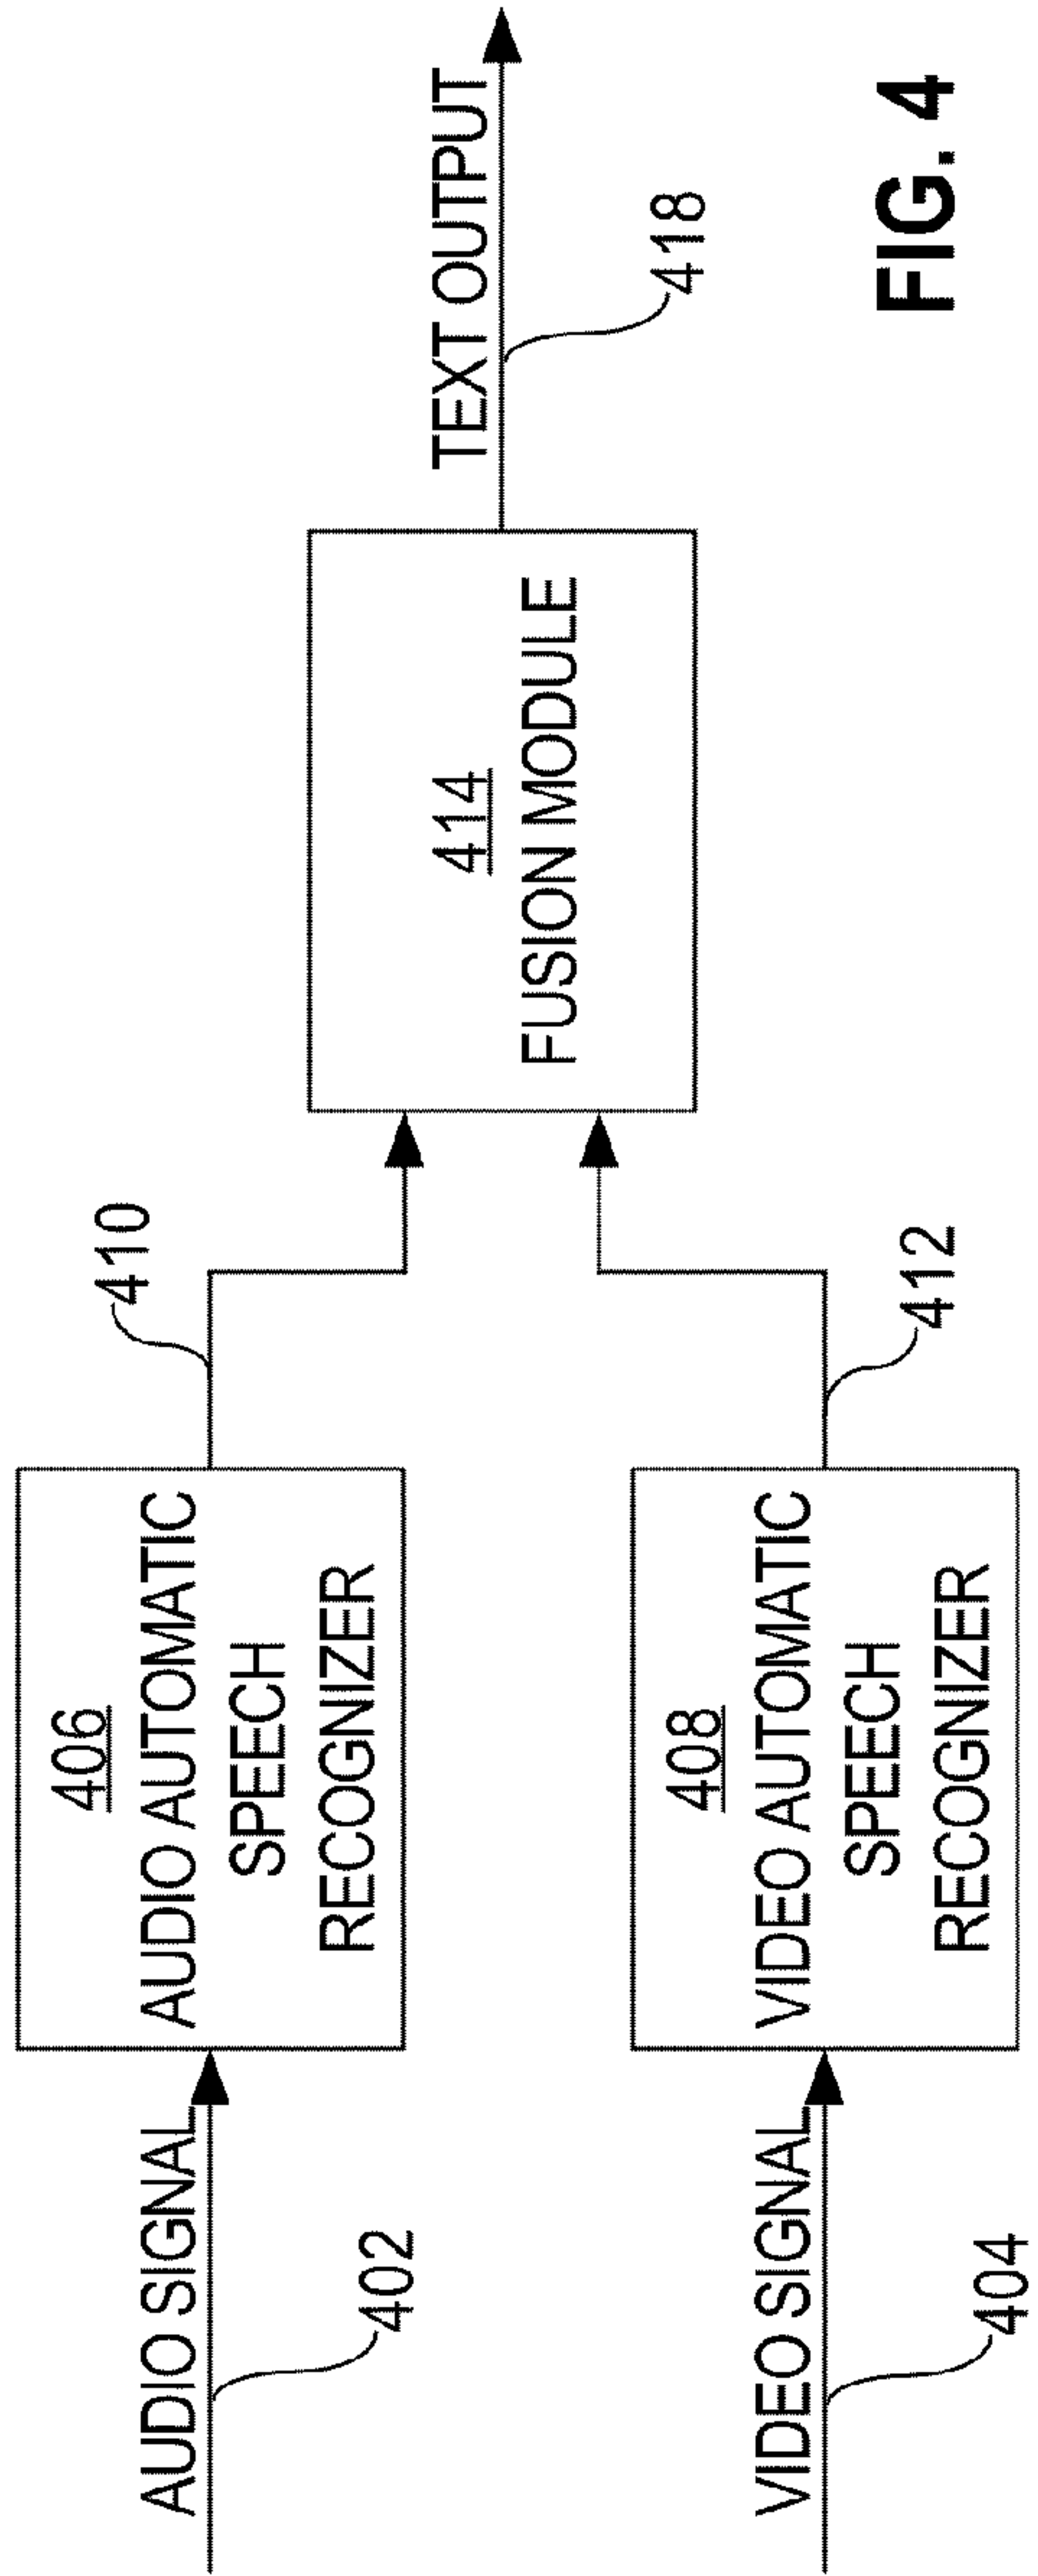 AUDIO SIGNAL
402
406
AUDIO AUTOMATIC
SPEECH
RECOGNIZER
410
VIDEO SIGNAL
404
408
VIDEO AUTOMATIC
SPEECH
RECOGNIZER
412
414
FUSION MODULE
TEXT OUTPUT
418
FIG. 4